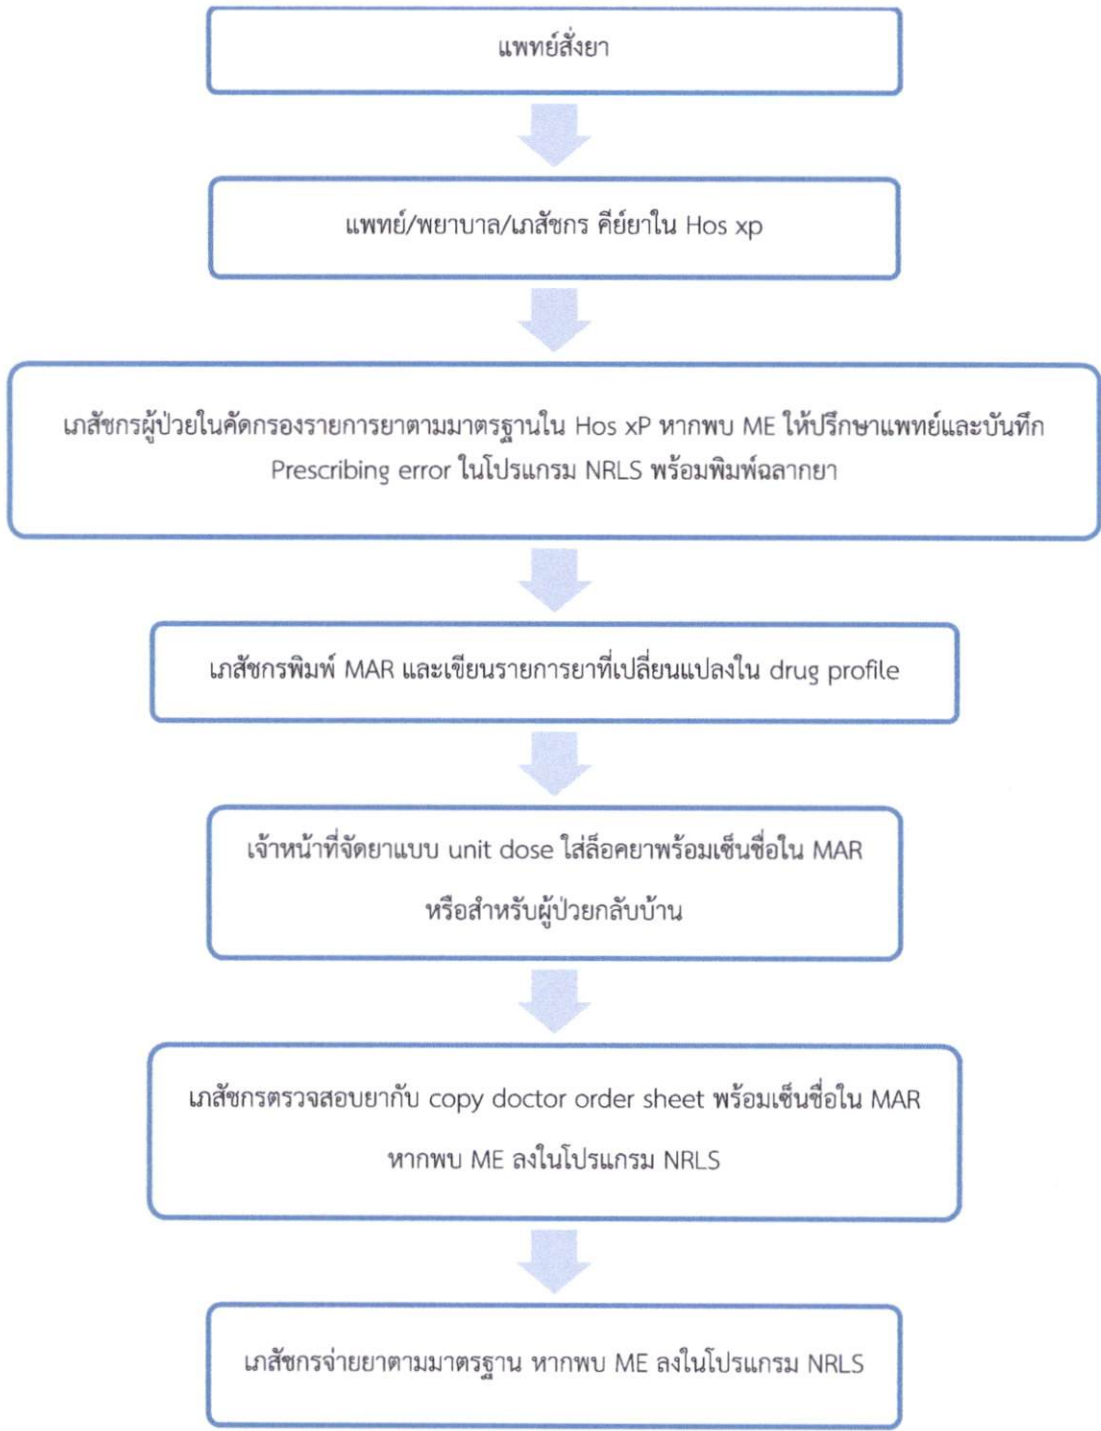 แพทย์สั่งยา
แพทย์/พยาบาล/เภสัชกร คีย์ยาใน Hos xp
เภสัชกรผู้ป่วยในคัดกรองรายการยาตามมาตรฐานใน Hos xP หากพบ ME ให้ปรึกษาแพทย์และบันทึก
Prescribing error ในโปรแกรม NRLS พร้อมพิมพ์ฉลากยา
เภสัชกรพิมพ์ MAR และเขียนรายการยาที่เปลี่ยนแปลงใน drug profile
เจ้าหน้าที่จัดยาแบบ unit dose ใส่ล็อคยาพร้อมเซ็นชื่อใน MAR
หรือสำหรับผู้ป่วยกลับบ้าน
เภสัชกรตรวจสอบยากับ copy doctor order sheet พร้อมเซ็นชื่อใน MAR
หากพบ ME ลงในโปรแกรม NRLS
เภสัชกรจ่ายยาตามมาตรฐาน หากพบ ME ลงในโปรแกรม NRLS